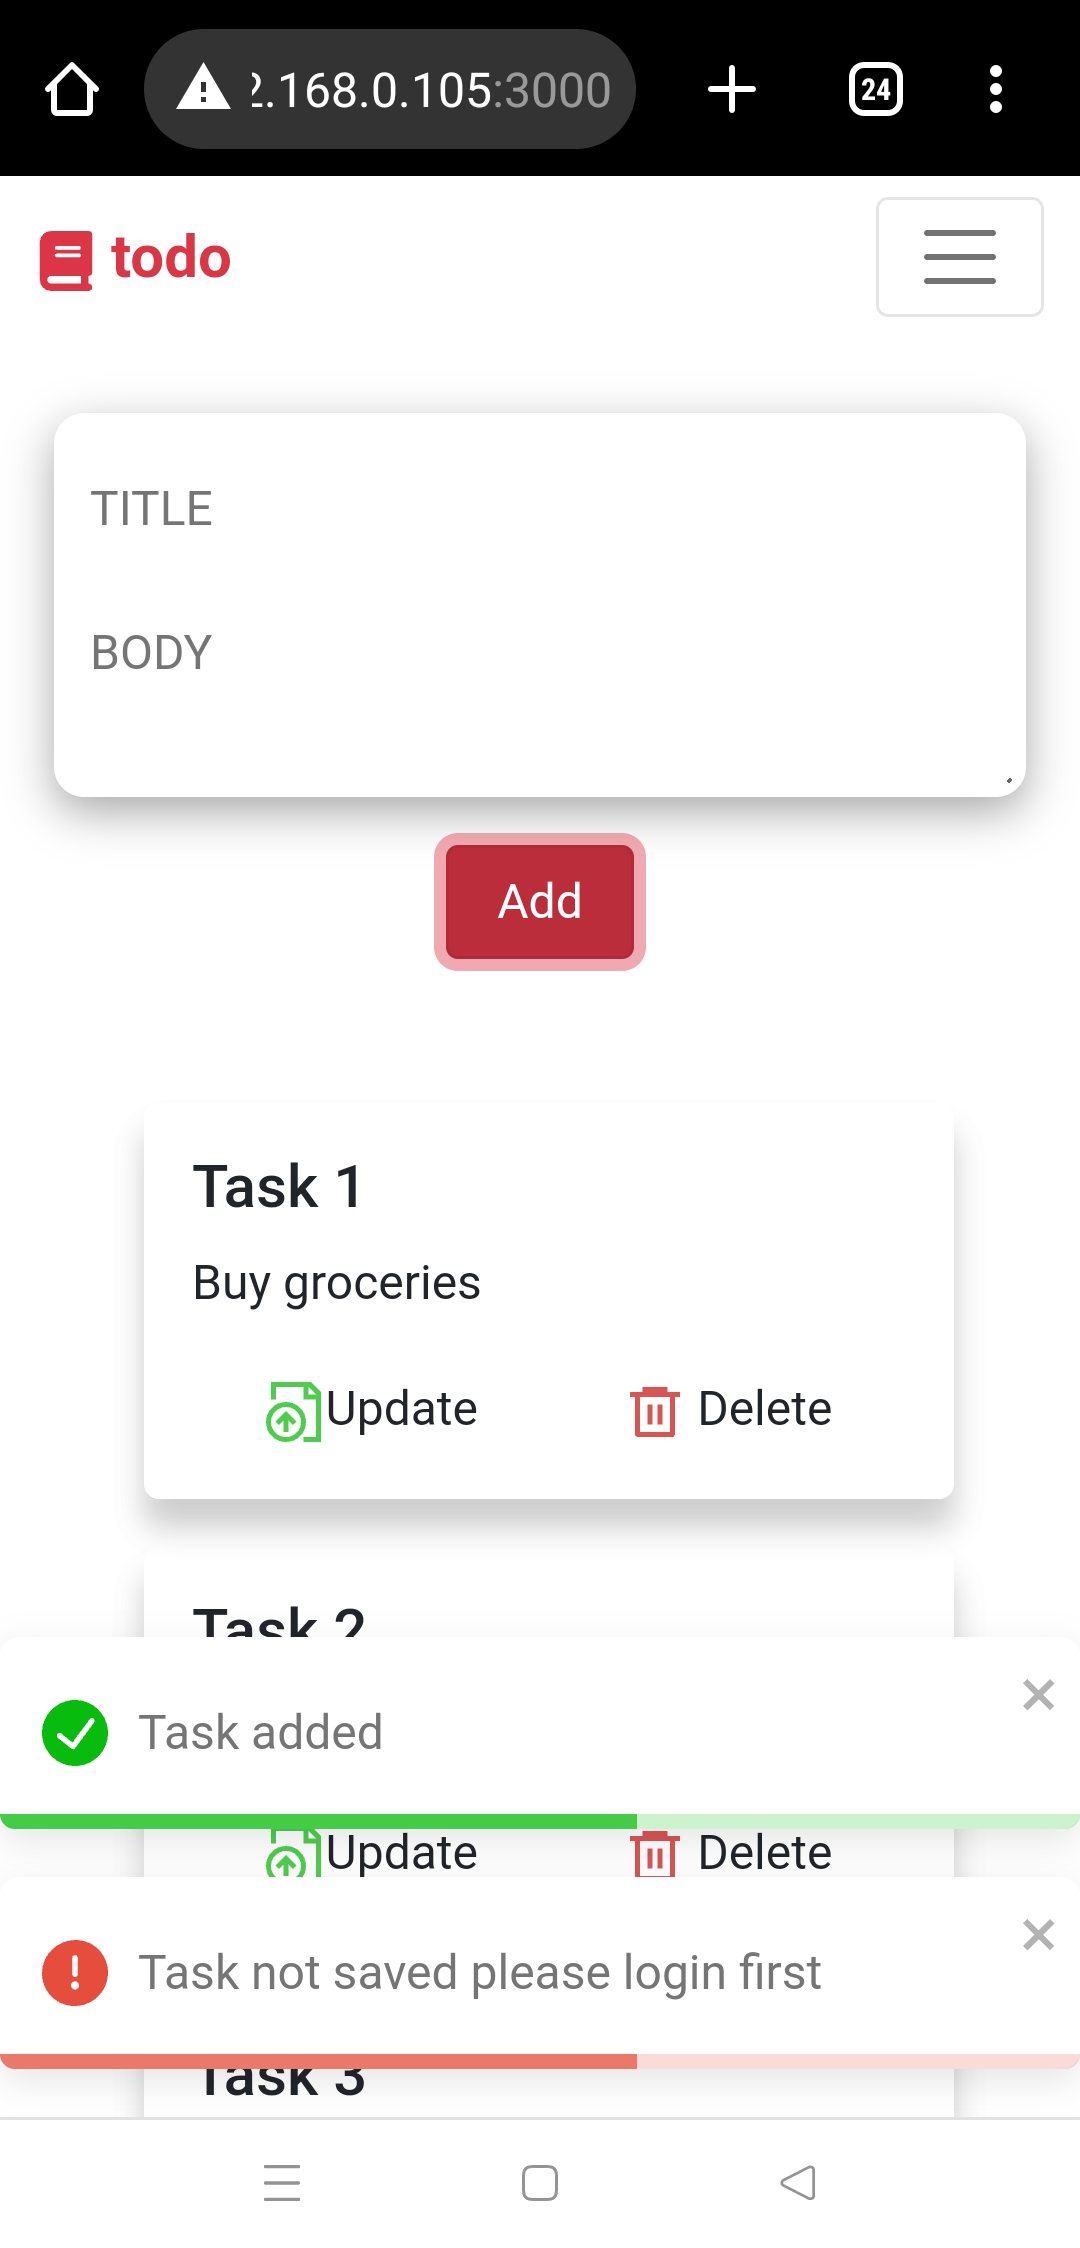 2.168.0.105:3000
24
todo
TITLE
BODY
Add
Task 1
Buy groceries
Update Delete
Task 2
Task added
Update Delete
Task not saved please login first
Task 3